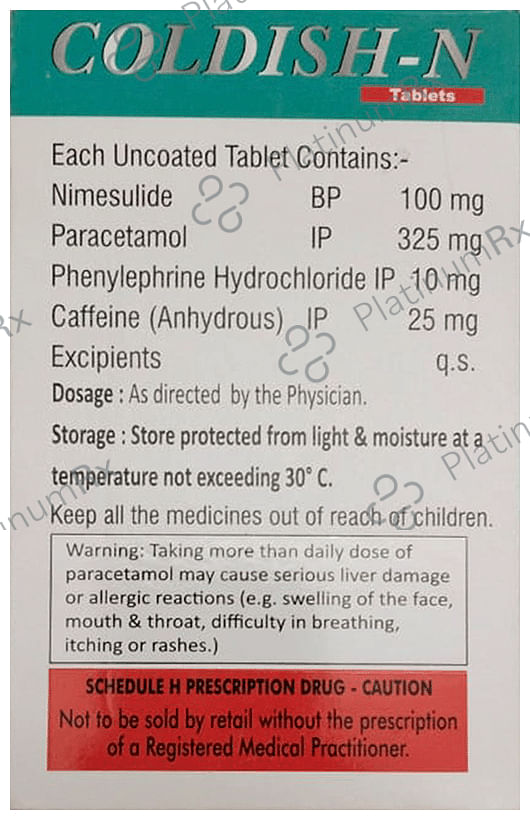 COLDISH-N
Tablets
Each Uncoated Tablet Contains:-
Nimesulide BP 100 mg
Paracetamol IP 325 mg
Phenylephrine Hydrochloride IP 10 mg
Caffeine (Anhydrous) IP 25 mg
Excipients q.s.
Dosage : As directed by the Physician.
Storage : Store protected from light & moisture at a
temperature not exceeding 30° C.
Keep all the medicines out of reach of children.
Warning: Taking more than daily dose of
paracetamol may cause serious liver damage
or allergic reactions (e.g. swelling of the face,
mouth & throat, difficulty in breathing,
itching or rashes.)
SCHEDULE H PRESCRIPTION DRUG - CAUTION
Not to be sold by retail without the prescription
of a Registered Medical Practitioner.
PlatinumRx
PlatinumRx